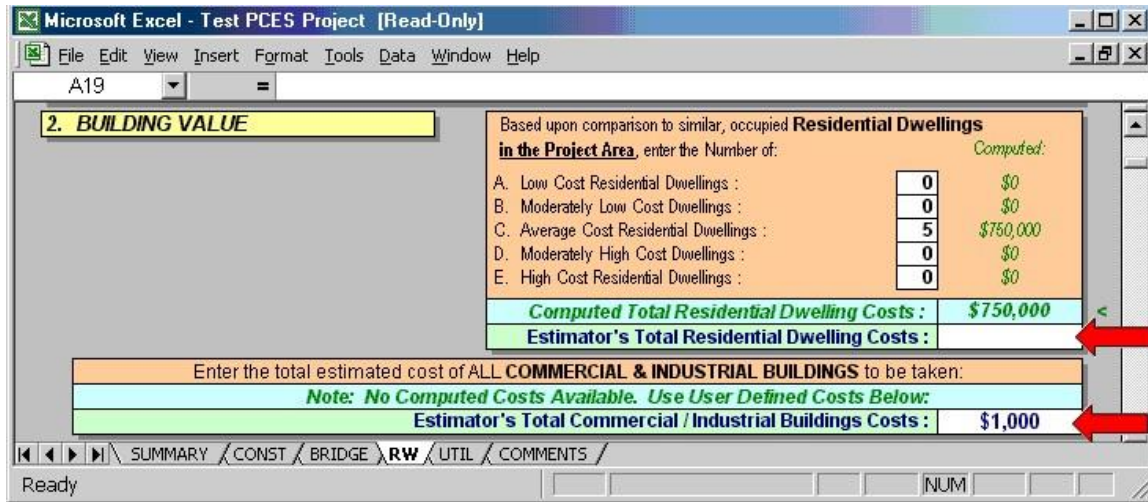 Microsoft Excel - Test PCES Project [Read-Only]
File Edit View Insert Format Tools Data Window Help
A19 =
2. BUILDING VALUE
Based upon comparison to similar, occupied Residential Dwellings
in the Project Area, enter the Number of: Computed:
A. Low Cost Residential Dwellings : 0 $0
B. Moderately Low Cost Dwellings : 0 $0
C. Average Cost Residential Dwellings : 5 $750,000
D. Moderately High Cost Dwellings : 0 $0
E. High Cost Residential Dwellings : 0 $0
Computed Total Residential Dwelling Costs : $750,000 <
Estimator's Total Residential Dwelling Costs :
Enter the total estimated cost of ALL COMMERCIAL & INDUSTRIAL BUILDINGS to be taken:
Note: No Computed Costs Available. Use User Defined Costs Below:
Estimator's Total Commercial / Industrial Buildings Costs : $1,000
SUMMARY CONST BRIDGE RW UTIL COMMENTS
Ready NUM